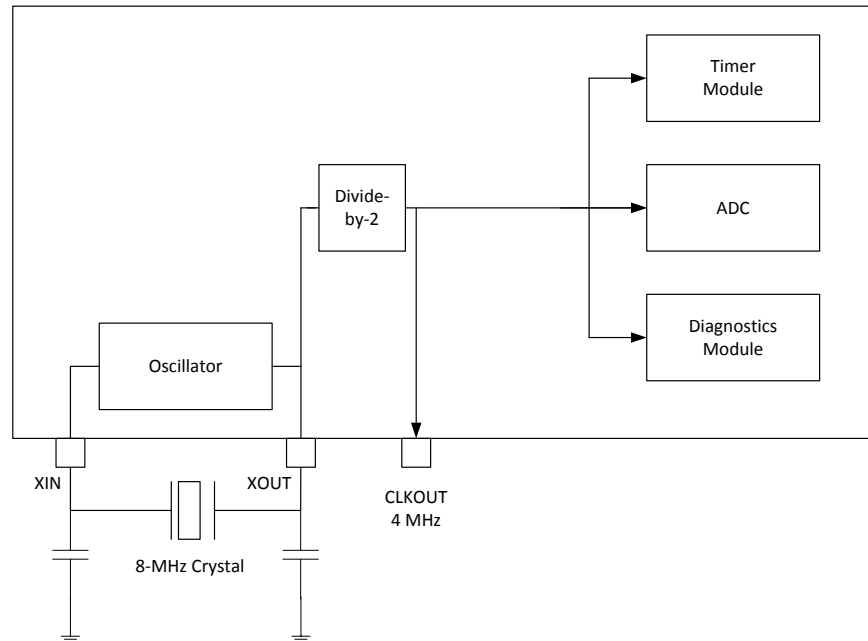 Timer
Module
Divide-
by-2
ADC
Oscillator
Diagnostics
Module
XIN
XOUT
CLKOUT
4 MHz
8-MHz Crystal